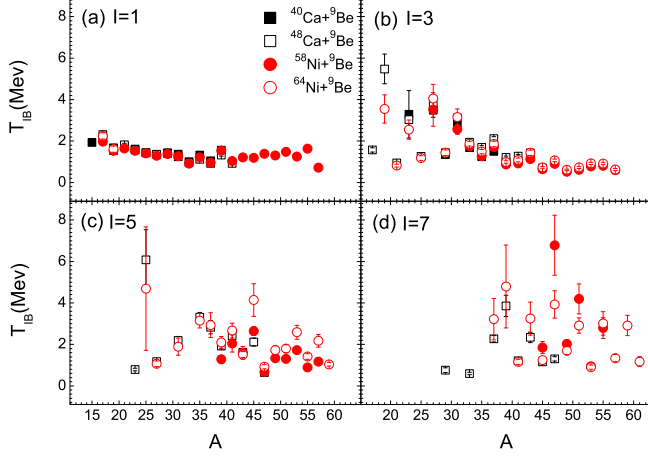 (a) I=1
⁴⁰Ca+⁹Be
⁴⁸Ca+⁹Be
⁵⁸Ni+⁹Be
⁶⁴Ni+⁹Be
(b) I=3
8
6
4
2
0
T_IB(Mev)
(c) I=5
(d) I=7
8
6
4
2
0
T_IB(Mev)
15 20 25 30 35 40 45 50 55 60
20 25 30 35 40 45 50 55 60
A
A